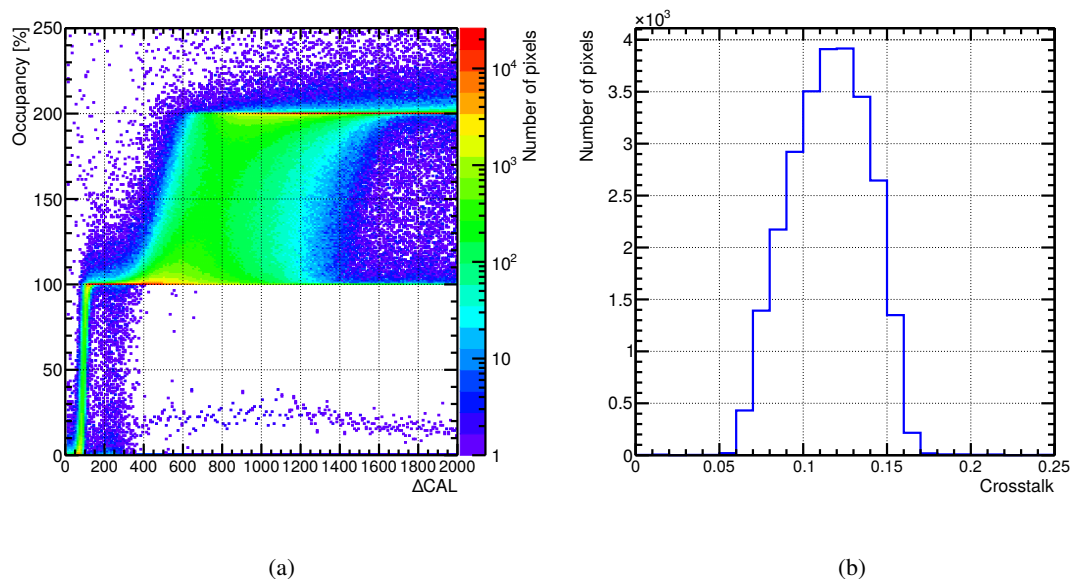 250
200
150
100
50
0
Occupancy [%]
0 200 400 600 800 1000 1200 1400 1600 1800 2000
ΔCAL
10⁴
10³
10²
10
1
Number of pixels
(a)
×10³
4
3.5
3
2.5
2
1.5
1
0.5
0
Number of pixels
0 0.05 0.1 0.15 0.2 0.25
Crosstalk
(b)